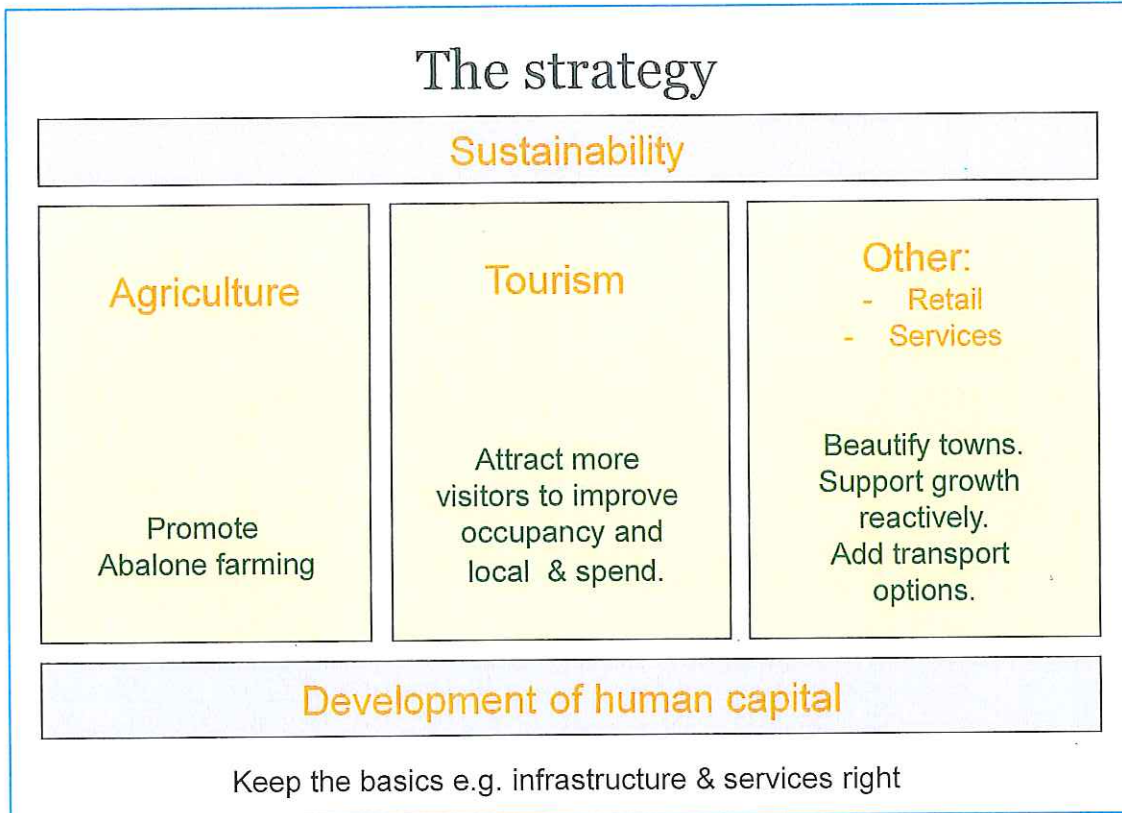 The strategy
Sustainability
Agriculture
Promote
Abalone farming
Tourism
Attract more
visitors to improve
occupancy and
local & spend.
Other:
- Retail
- Services
Beautify towns.
Support growth
reactively.
Add transport
options.
Development of human capital
Keep the basics e.g. infrastructure & services right